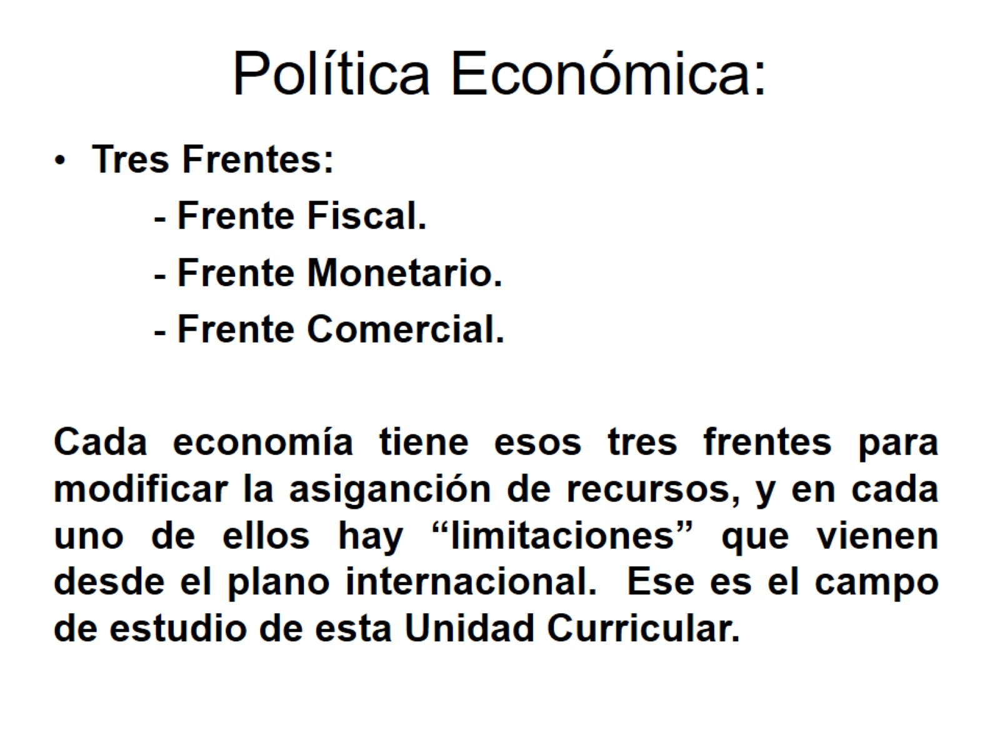 Política Económica:
• Tres Frentes:
- Frente Fiscal.
- Frente Monetario.
- Frente Comercial.
Cada economía tiene esos tres frentes para
modificar la asiganción de recursos, y en cada
uno de ellos hay “limitaciones” que vienen
desde el plano internacional.  Ese es el campo
de estudio de esta Unidad Curricular.